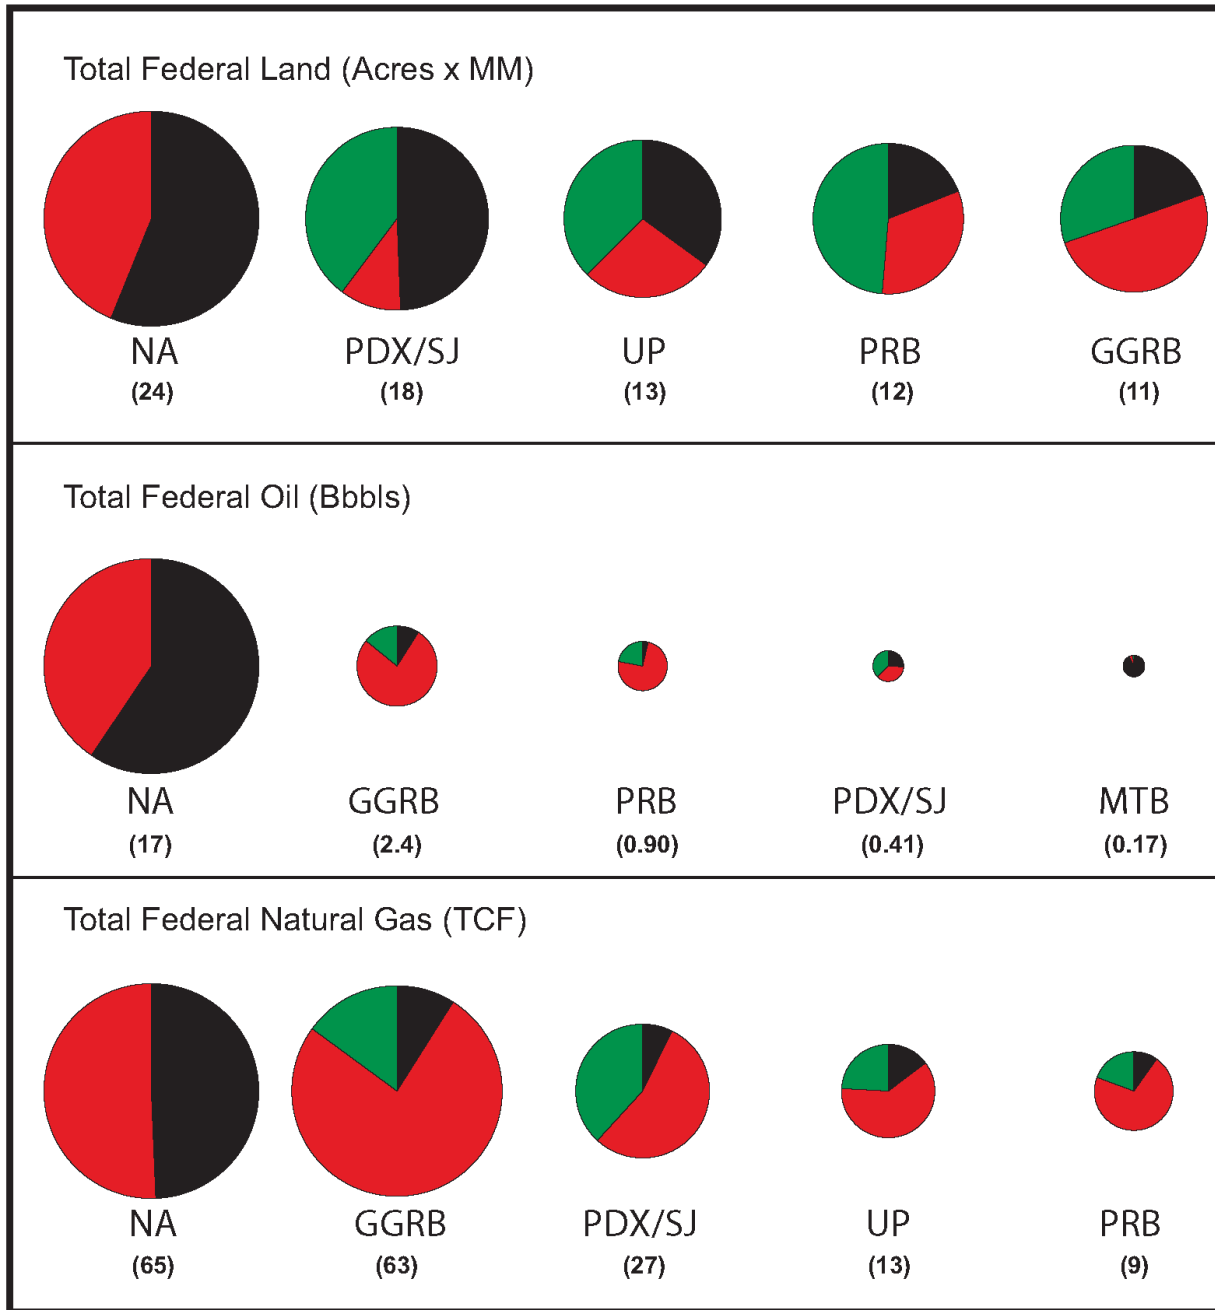 Total Federal Land (Acres x MM)
NA PDX/SJ UP PRB GGRB
(24) (18) (13) (12) (11)
Total Federal Oil (Bbbls)
NA GGRB PRB PDX/SJ MTB
(17) (2.4) (0.90) (0.41) (0.17)
Total Federal Natural Gas (TCF)
NA GGRB PDX/SJ UP PRB
(65) (63) (27) (13) (9)